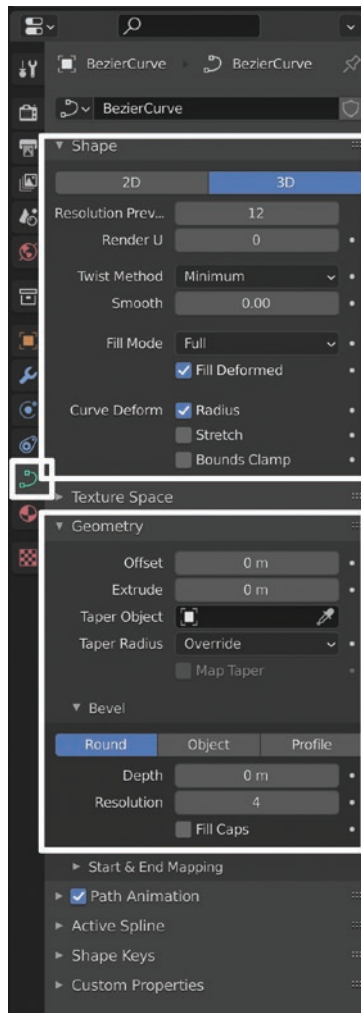 BezierCurve BezierCurve
BezierCurve
Shape
2D 3D
Resolution Prev... 12
Render U 0
Twist Method Minimum
Smooth 0.00
Fill Mode Full
Fill Deformed
Curve Deform Radius
Stretch
Bounds Clamp
Texture Space
Geometry
Offset 0 m
Extrude 0 m
Taper Object
Taper Radius Override
Map Taper
Bevel
Round Object Profile
Depth 0 m
Resolution 4
Fill Caps
Start & End Mapping
Path Animation
Active Spline
Shape Keys
Custom Properties